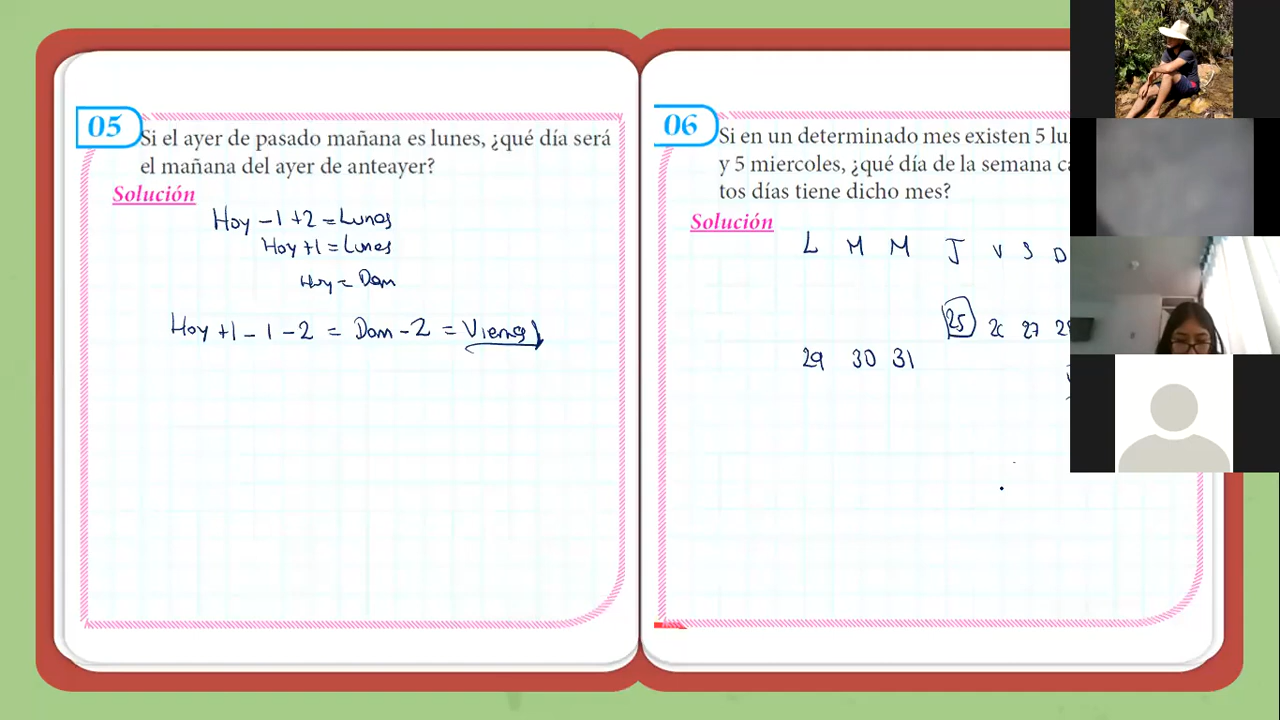 05
Si el ayer de pasado mañana es lunes, ¿qué día será
el mañana del ayer de anteayer?
Solución
Hoy -1 +2 = Lunes
Hoy +1 = Lunes
Hoy = Dom
Hoy +1 - 1 - 2 = Dom - 2 = Viernes
06
Si en un determinado mes existen 5 lu
y 5 miercoles, ¿qué día de la semana ca
tos días tiene dicho mes?
Solución
L M M J V S D
25 26 27 28
29 30 31